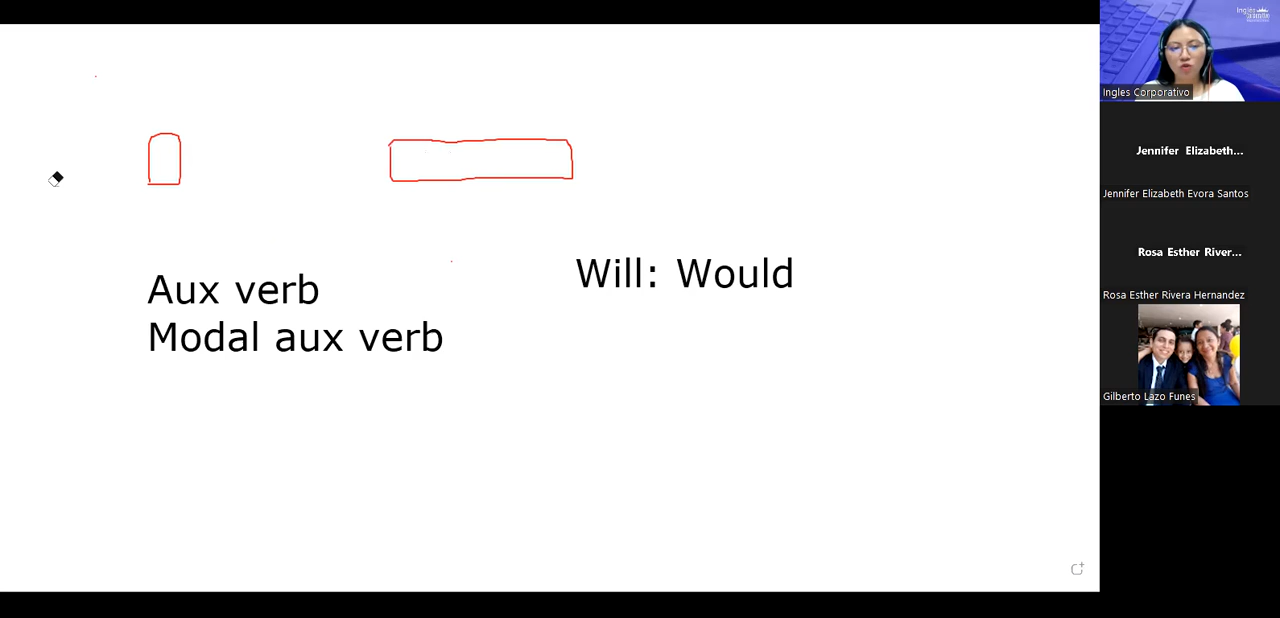 Will: Would
Aux verb
Modal aux verb
Ingles Corporativo
Jennifer Elizabeth...
Jennifer Elizabeth Evora Santos
Rosa Esther River...
Rosa Esther Rivera Hernandez
Gilberto Lazo Funes